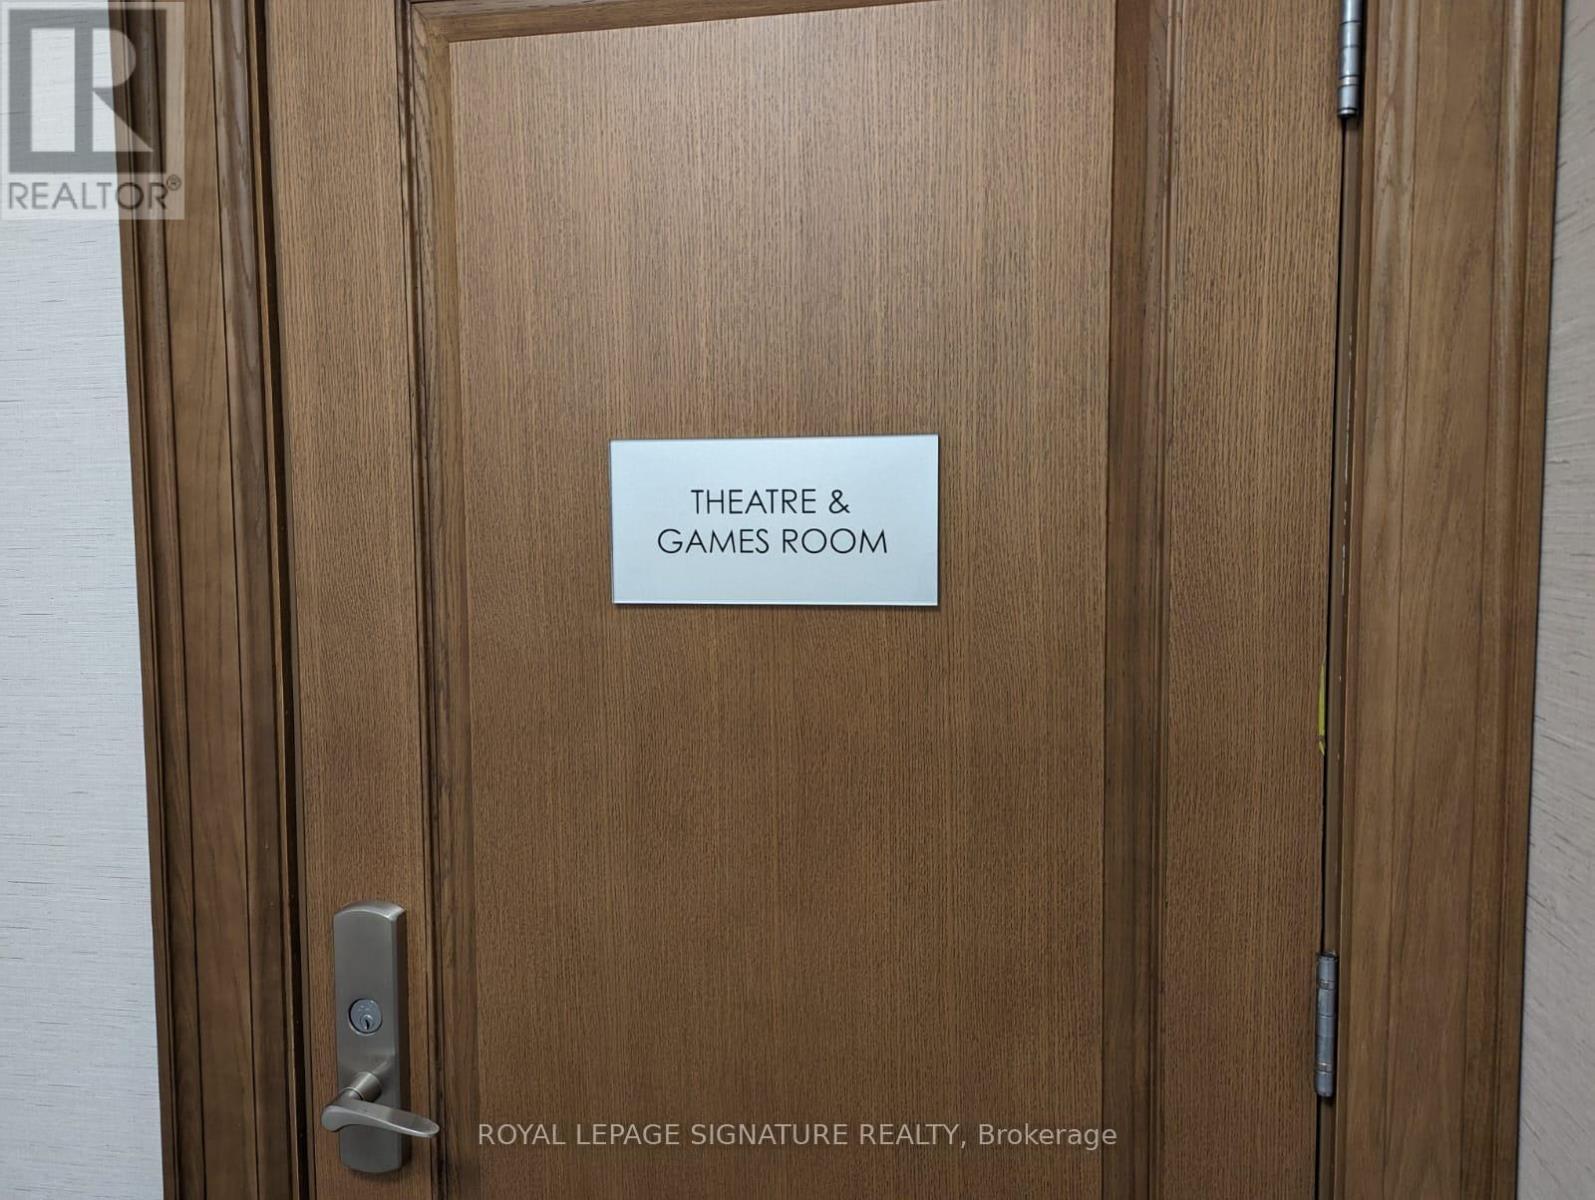 REALTOR®
THEATRE &
GAMES ROOM
ROYAL LEPAGE SIGNATURE REALTY, Brokerage